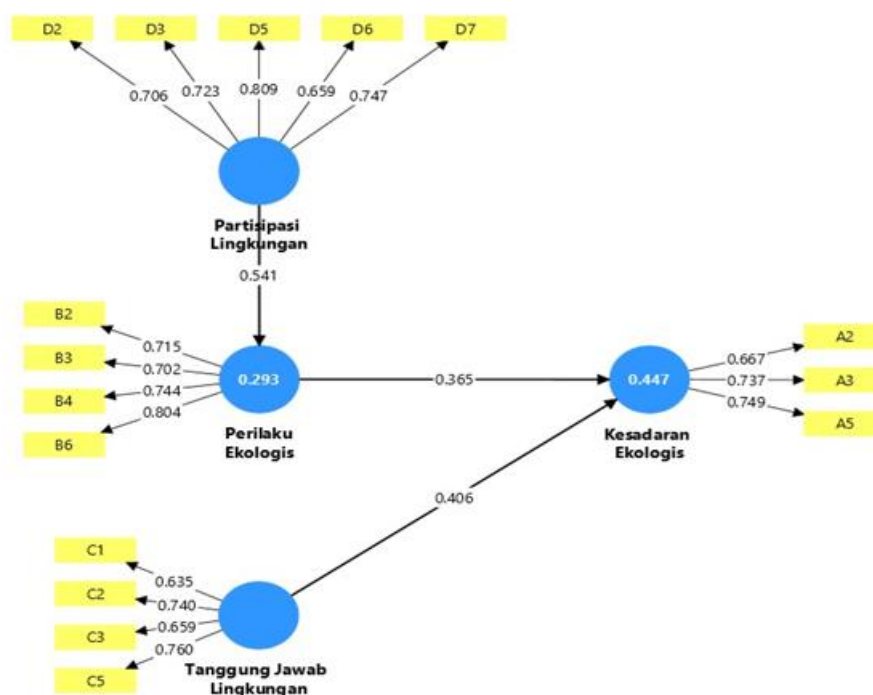 D2 D3 D5 D6 D7
0.706 0.723 0.809 0.659 0.747
Partisipasi
Lingkungan
0.541
B2
0.715
B3
0.702
B4
0.744
B6
0.804
0.293
Perilaku
Ekologis
0.365
0.447
Kesadaran
Ekologis
A2
0.667
A3
0.737
A5
0.749
0.406
C1
0.635
C2
0.740
C3
0.659
C5
0.760
Tanggung Jawab
Lingkungan